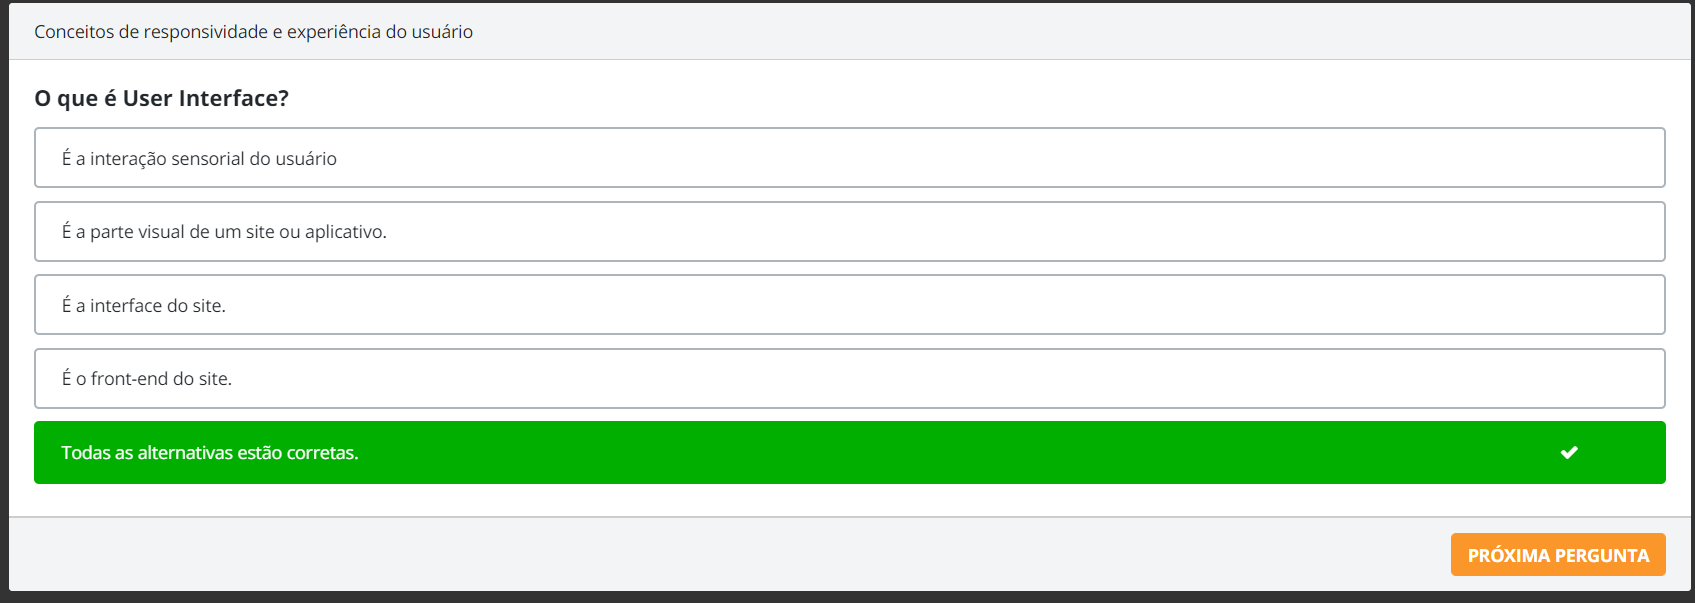 Conceitos de responsividade e experiência do usuário
O que é User Interface?
É a interação sensorial do usuário
É a parte visual de um site ou aplicativo.
É a interface do site.
É o front-end do site.
Todas as alternativas estão corretas.
PRÓXIMA PERGUNTA